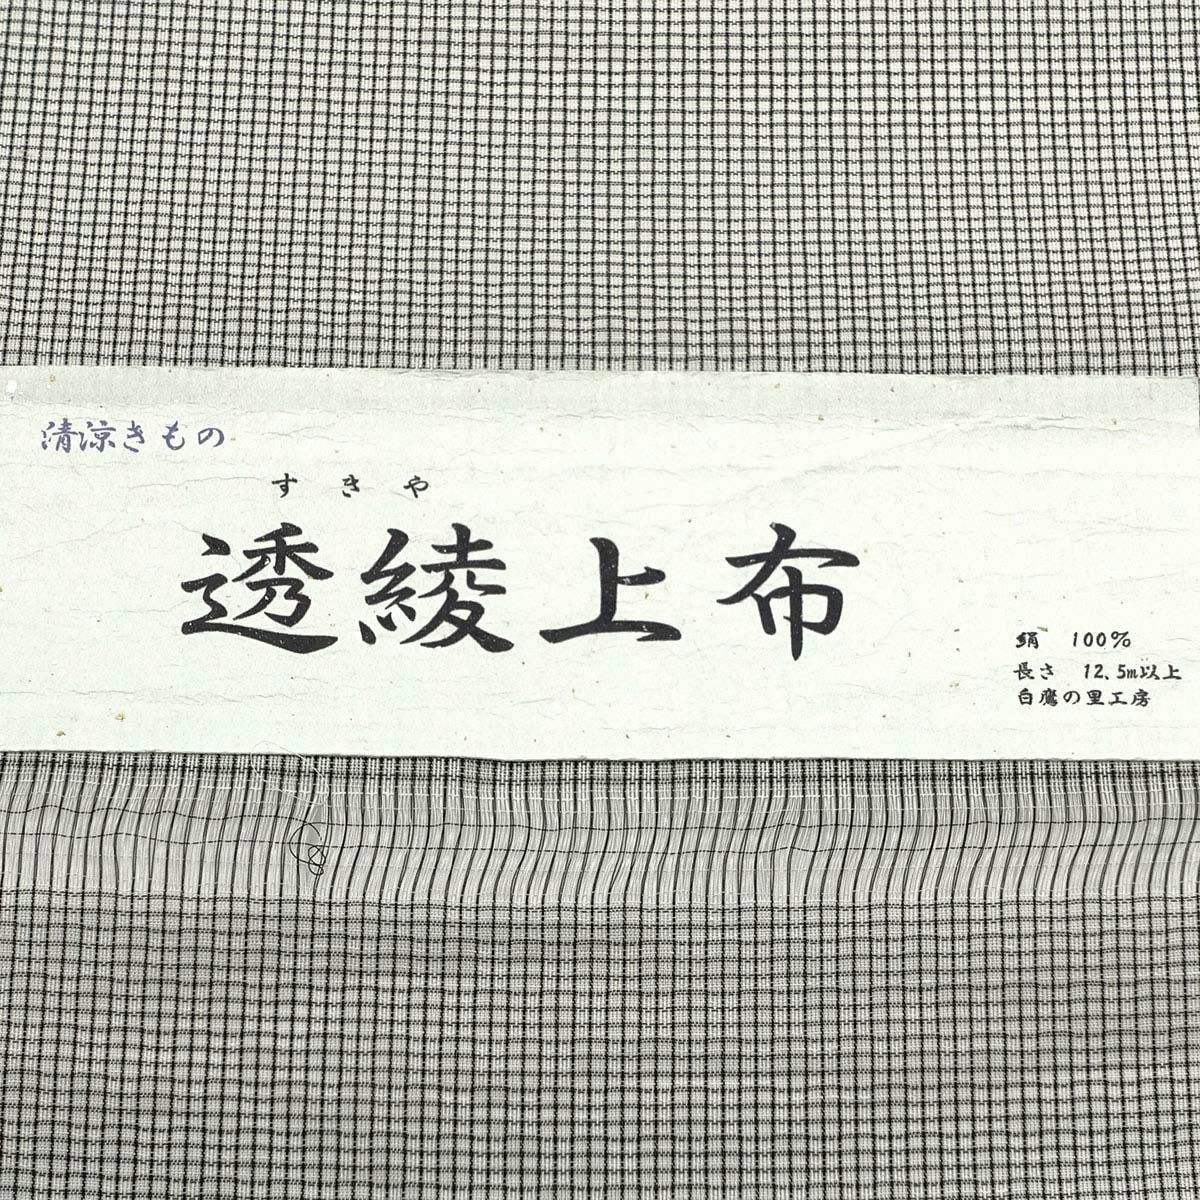 清涼きもの
すきや
透綾上布
絹 100%
長さ 12、5m以上
白鷹の里工房